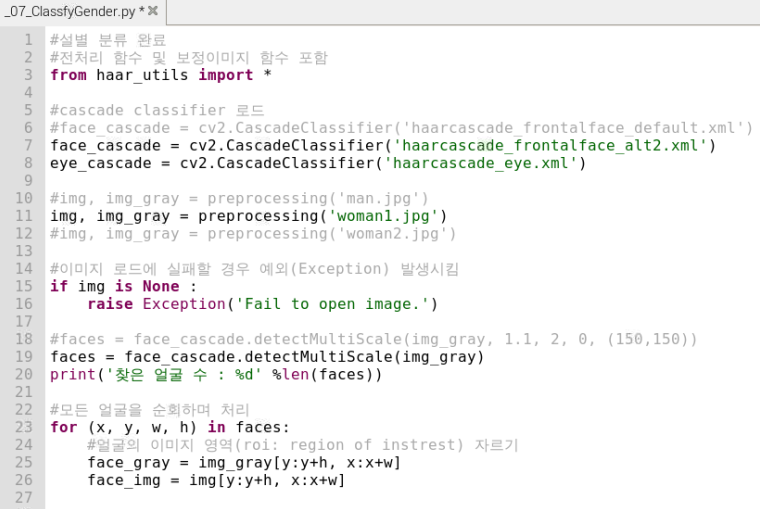 _07_ClassfyGender.py *
1 #설별 분류 완료
2 #전처리 함수 및 보정이미지 함수 포함
3 from haar_utils import *
4
5 #cascade classifier 로드
6 #face_cascade = cv2.CascadeClassifier('haarcascade_frontalface_default.xml')
7 face_cascade = cv2.CascadeClassifier('haarcascade_frontalface_alt2.xml')
8 eye_cascade = cv2.CascadeClassifier('haarcascade_eye.xml')
9
10 #img, img_gray = preprocessing('man.jpg')
11 img, img_gray = preprocessing('woman1.jpg')
12 #img, img_gray = preprocessing('woman2.jpg')
13
14 #이미지 로드에 실패할 경우 예외(Exception) 발생시킴
15 if img is None :
16     raise Exception('Fail to open image.')
17
18 #faces = face_cascade.detectMultiScale(img_gray, 1.1, 2, 0, (150,150))
19 faces = face_cascade.detectMultiScale(img_gray)
20 print('찾은 얼굴 수 : %d' %len(faces))
21
22 #모든 얼굴을 순회하며 처리
23 for (x, y, w, h) in faces:
24     #얼굴의 이미지 영역(roi: region of instrest) 자르기
25     face_gray = img_gray[y:y+h, x:x+w]
26     face_img = img[y:y+h, x:x+w]
27